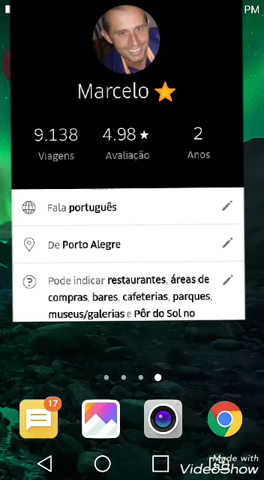 PM
Marcelo
9.138 4.98 2
Viagens Avaliação Anos
Fala português
De Porto Alegre
Pode indicar restaurantes, áreas de
compras, bares, cafeterias, parques,
museus/galerias e Pôr do Sol no
17
Made with
VideoShow